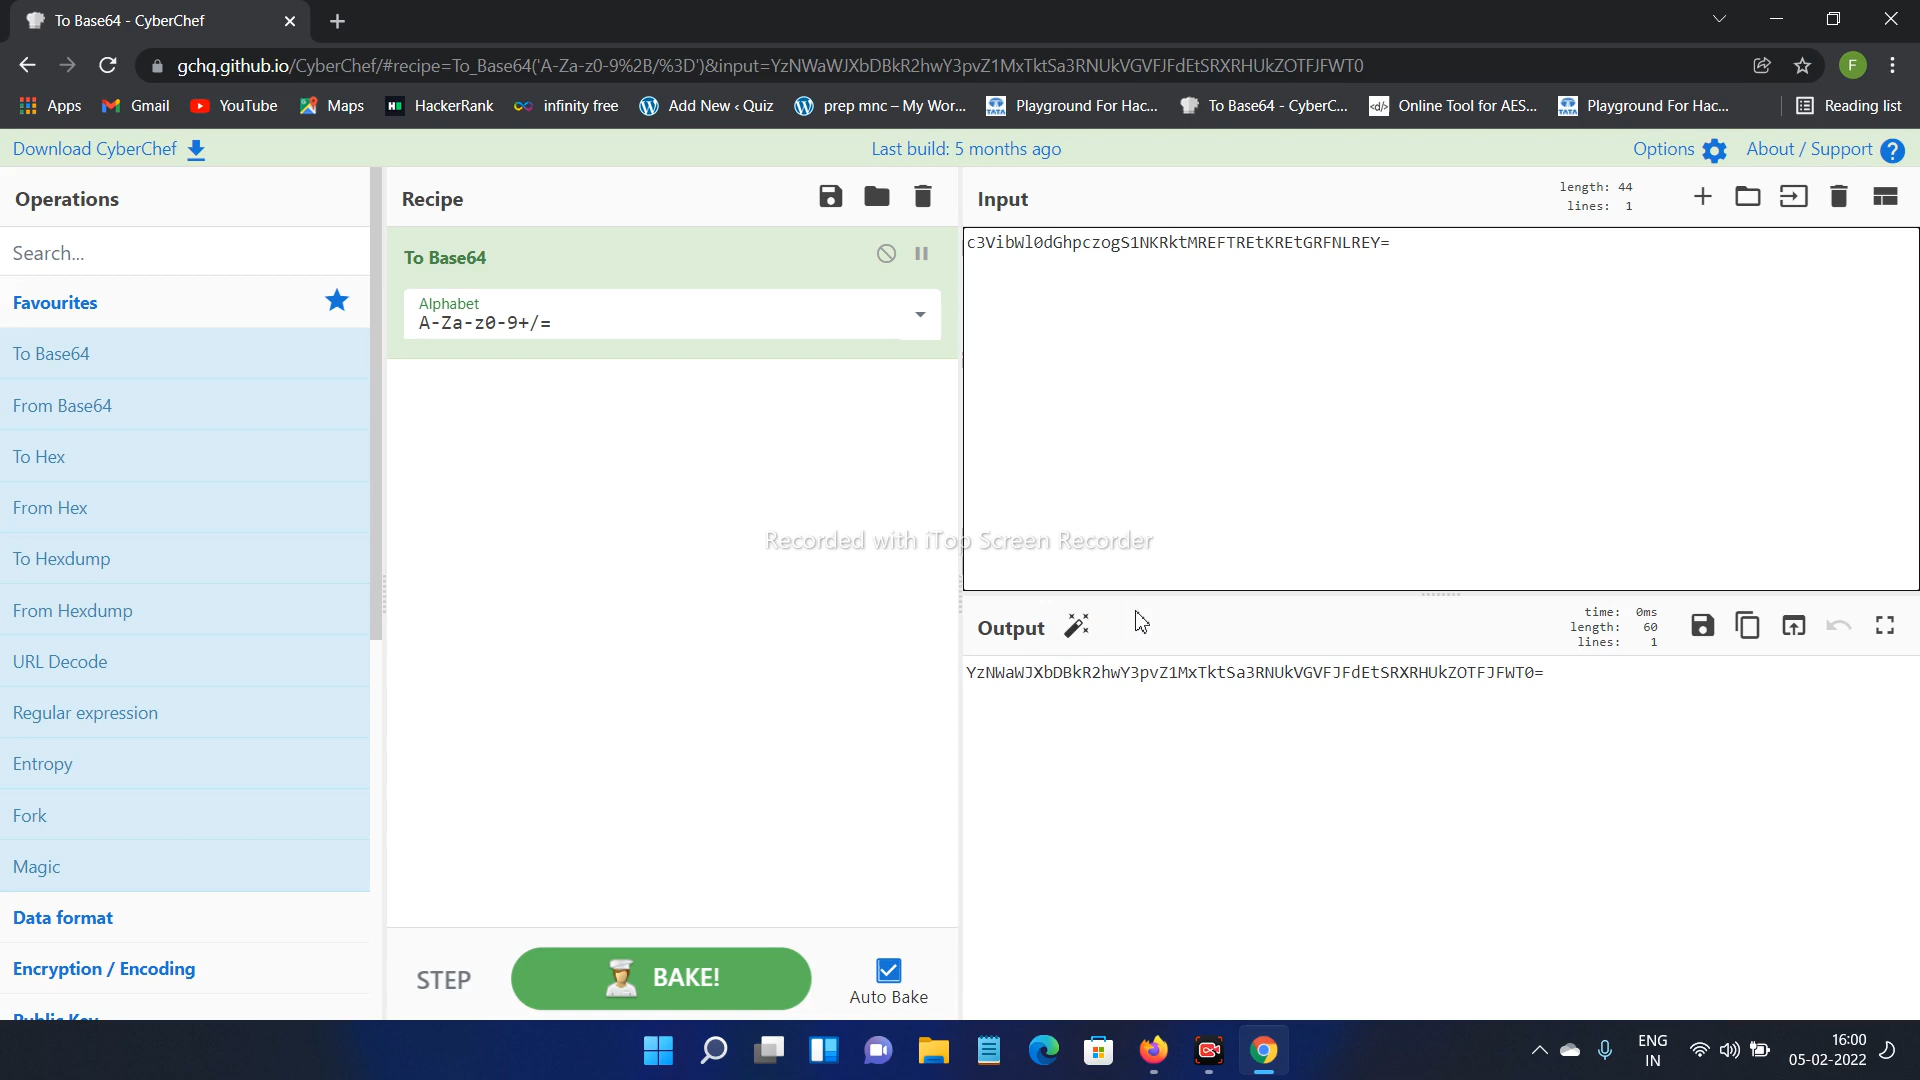 To Base64 - CyberChef
gchq.github.io/CyberChef/#recipe=To_Base64('A-Za-z0-9%2B/%3D')&input=YzNWaWJXbDBkR2hwY3pvZ1MxTktSa3RNUkVGVFJFdEtSRXRHUkZOTFJFWT0
F
Apps
Gmail
YouTube
Maps
HackerRank
infinity free
Add New ‹ Quiz
prep mnc – My Wor...
Playground For Hac...
To Base64 - CyberC...
Online Tool for AES...
Playground For Hac...
Reading list
Download CyberChef
Last build: 5 months ago
Options
About / Support
Operations
Search...
Favourites
To Base64
From Base64
To Hex
From Hex
To Hexdump
From Hexdump
URL Decode
Regular expression
Entropy
Fork
Magic
Data format
Encryption / Encoding
Public Key
Recipe
To Base64
Alphabet
A-Za-z0-9+/=
STEP
BAKE!
Auto Bake
Input
length: 44
lines: 1
c3VibWl0dGhpczogS1NKRktMREFTREtKREtGRFNLREY=
Recorded with iTop Screen Recorder
Output
time: 0ms
length: 60
lines: 1
YzNWaWJXbDBkR2hwY3pvZ1MxTktSa3RNUkVGVFJFdEtSRXRHUkZOTFJFWT0=
ENG
IN
16:00
05-02-2022